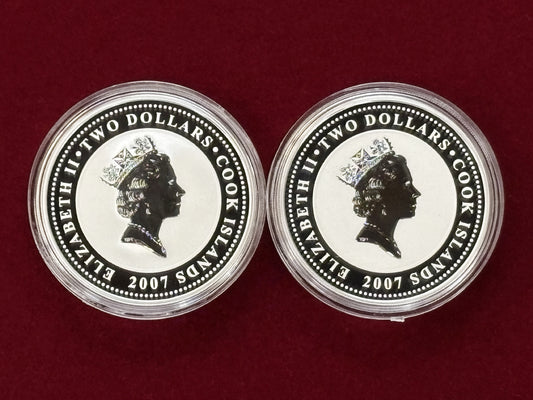 ELIZABETH II • TWO DOLLARS • COOK ISLANDS
2007
ELIZABETH II • TWO DOLLARS • COOK ISLANDS
2007